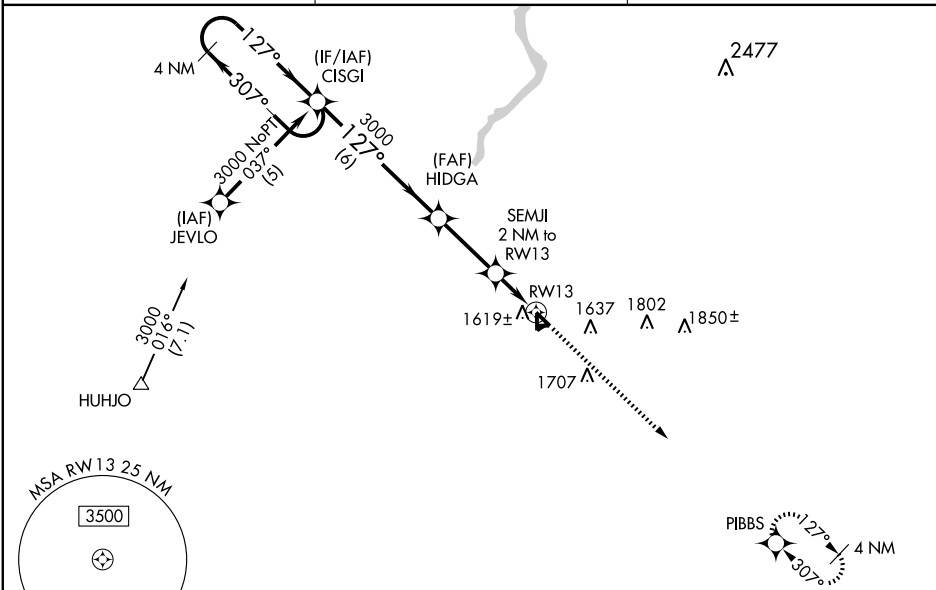 127°
4 NM
307°
(IF/IAF)
CISGI
2477
3000 NoPT
037°
(5)
3000
127°
(6)
(FAF)
HIDGA
(IAF)
JEVLO
SEMJI
2 NM to
RW13
RW13
1619±
1637
1802
1850±
1707
3000
016°
(7.1)
HUHJO
MSA RW13 25 NM
3500
PIBBS
127°
4 NM
307°